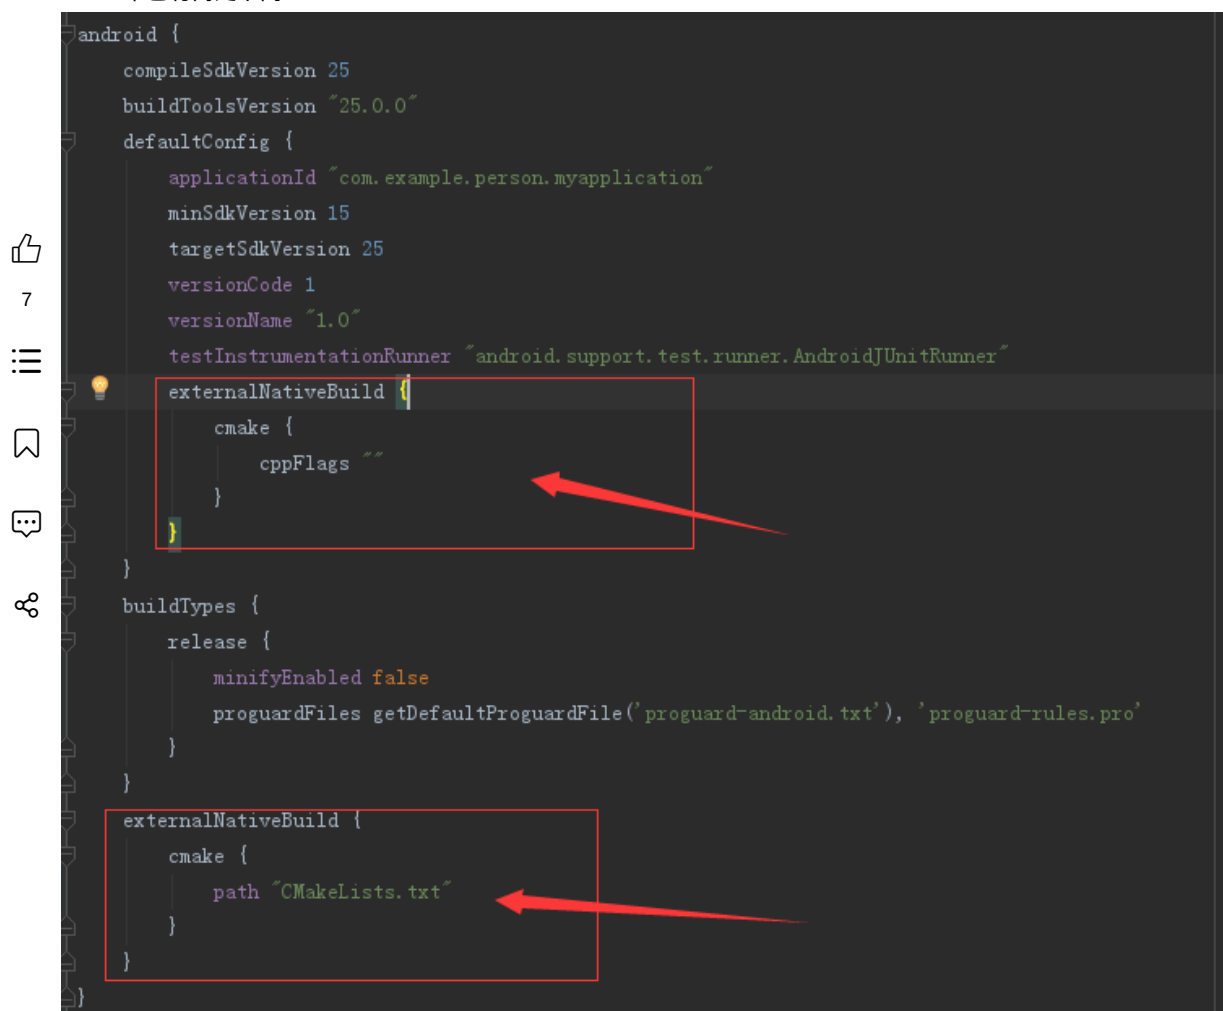 android {
compileSdkVersion 25
buildToolsVersion "25.0.0"
defaultConfig {
applicationId "com.example.person.myapplication"
minSdkVersion 15
targetSdkVersion 25
versionCode 1
versionName "1.0"
testInstrumentationRunner "android.support.test.runner.AndroidJUnitRunner"
externalNativeBuild {
cmake {
cppFlags ""
}
}
}
buildTypes {
release {
minifyEnabled false
proguardFiles getDefaultProguardFile('proguard-android.txt'), 'proguard-rules.pro'
}
}
externalNativeBuild {
cmake {
path "CMakeLists.txt"
}
}
}
7